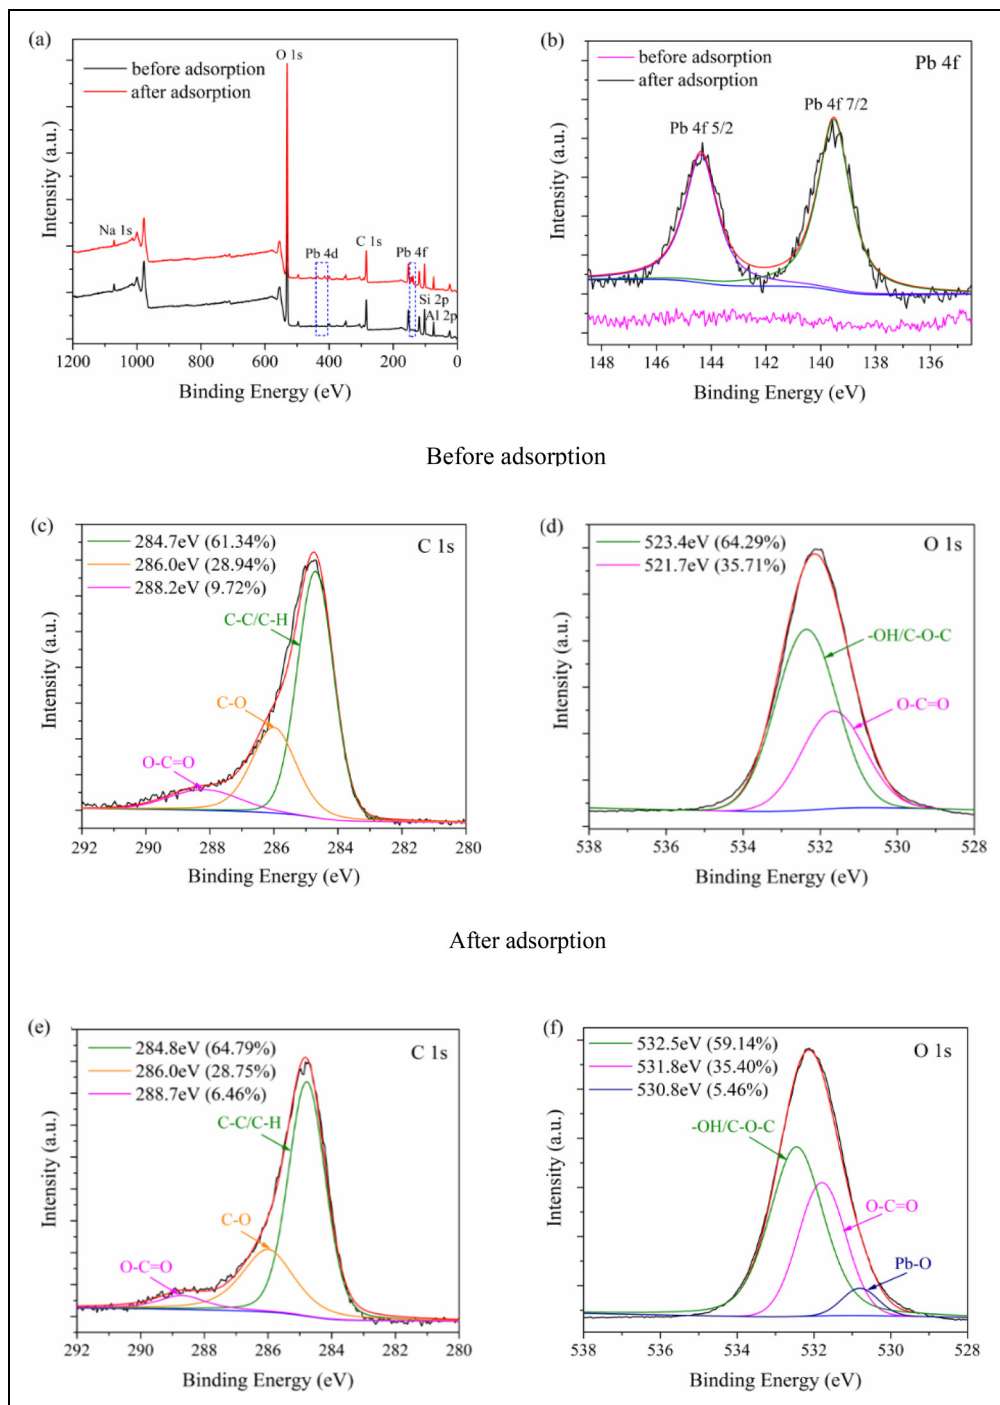 (a)
O 1s
before adsorption
after adsorption
Na 1s
Pb 4d
C 1s
Pb 4f
Si 2p
Al 2p
Intensity (a.u.)
1200 1000 800 600 400 200 0
Binding Energy (eV)
(b)
before adsorption
after adsorption
Pb 4f
Pb 4f 5/2
Pb 4f 7/2
Intensity (a.u.)
148 146 144 142 140 138 136
Binding Energy (eV)
Before adsorption
(c)
284.7eV (61.34%)
286.0eV (28.94%)
288.2eV (9.72%)
C 1s
C-C/C-H
C-O
O-C=O
Intensity (a.u.)
292 290 288 286 284 282 280
Binding Energy (eV)
(d)
523.4eV (64.29%)
521.7eV (35.71%)
O 1s
-OH/C-O-C
O-C=O
Intensity (a.u.)
538 536 534 532 530 528
Binding Energy (eV)
After adsorption
(e)
284.8eV (64.79%)
286.0eV (28.75%)
288.7eV (6.46%)
C 1s
C-C/C-H
C-O
O-C=O
Intensity (a.u.)
292 290 288 286 284 282 280
Binding Energy (eV)
(f)
532.5eV (59.14%)
531.8eV (35.40%)
530.8eV (5.46%)
O 1s
-OH/C-O-C
O-C=O
Pb-O
Intensity (a.u.)
538 536 534 532 530 528
Binding Energy (eV)